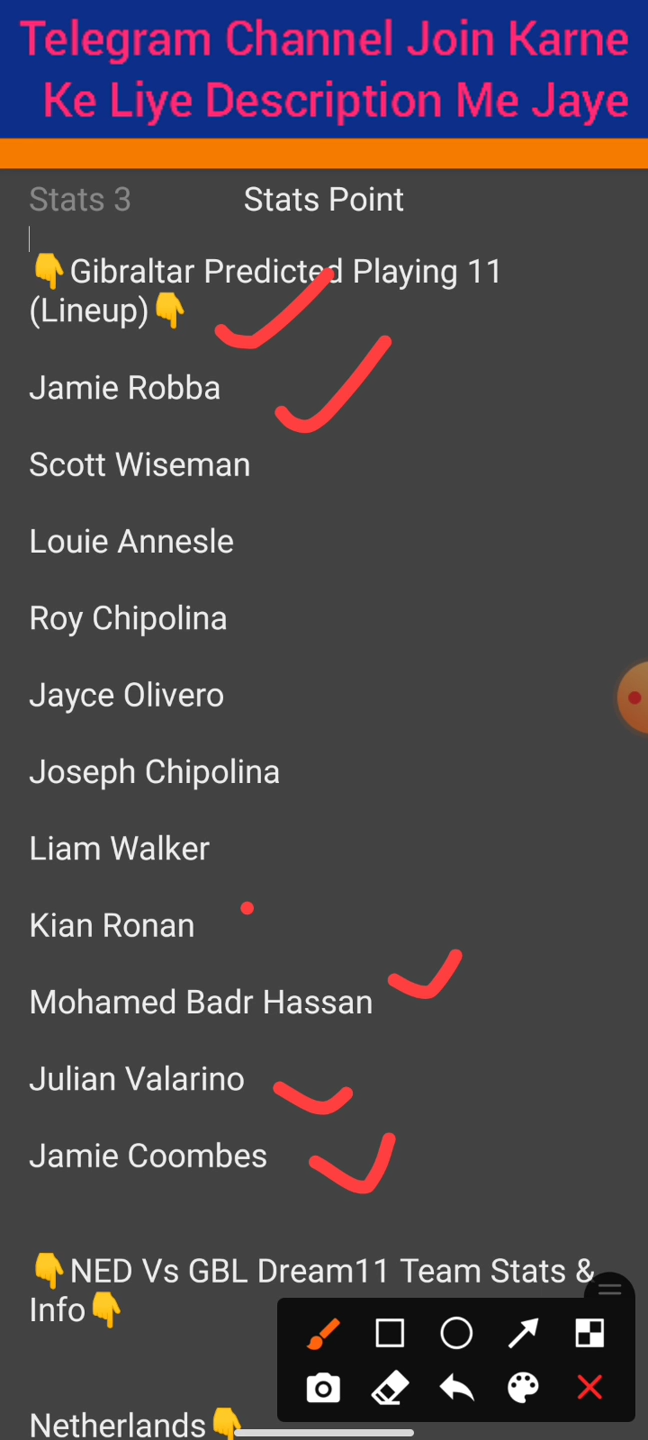 Telegram Channel Join Karne
Ke Liye Description Me Jaye
Stats 3
Stats Point
👇Gibraltar Predicted Playing 11
(Lineup)👇
Jamie Robba
Scott Wiseman
Louie Annesle
Roy Chipolina
Jayce Olivero
Joseph Chipolina
Liam Walker
Kian Ronan
Mohamed Badr Hassan
Julian Valarino
Jamie Coombes
👇NED Vs GBL Dream11 Team Stats &
Info👇
Netherlands👇